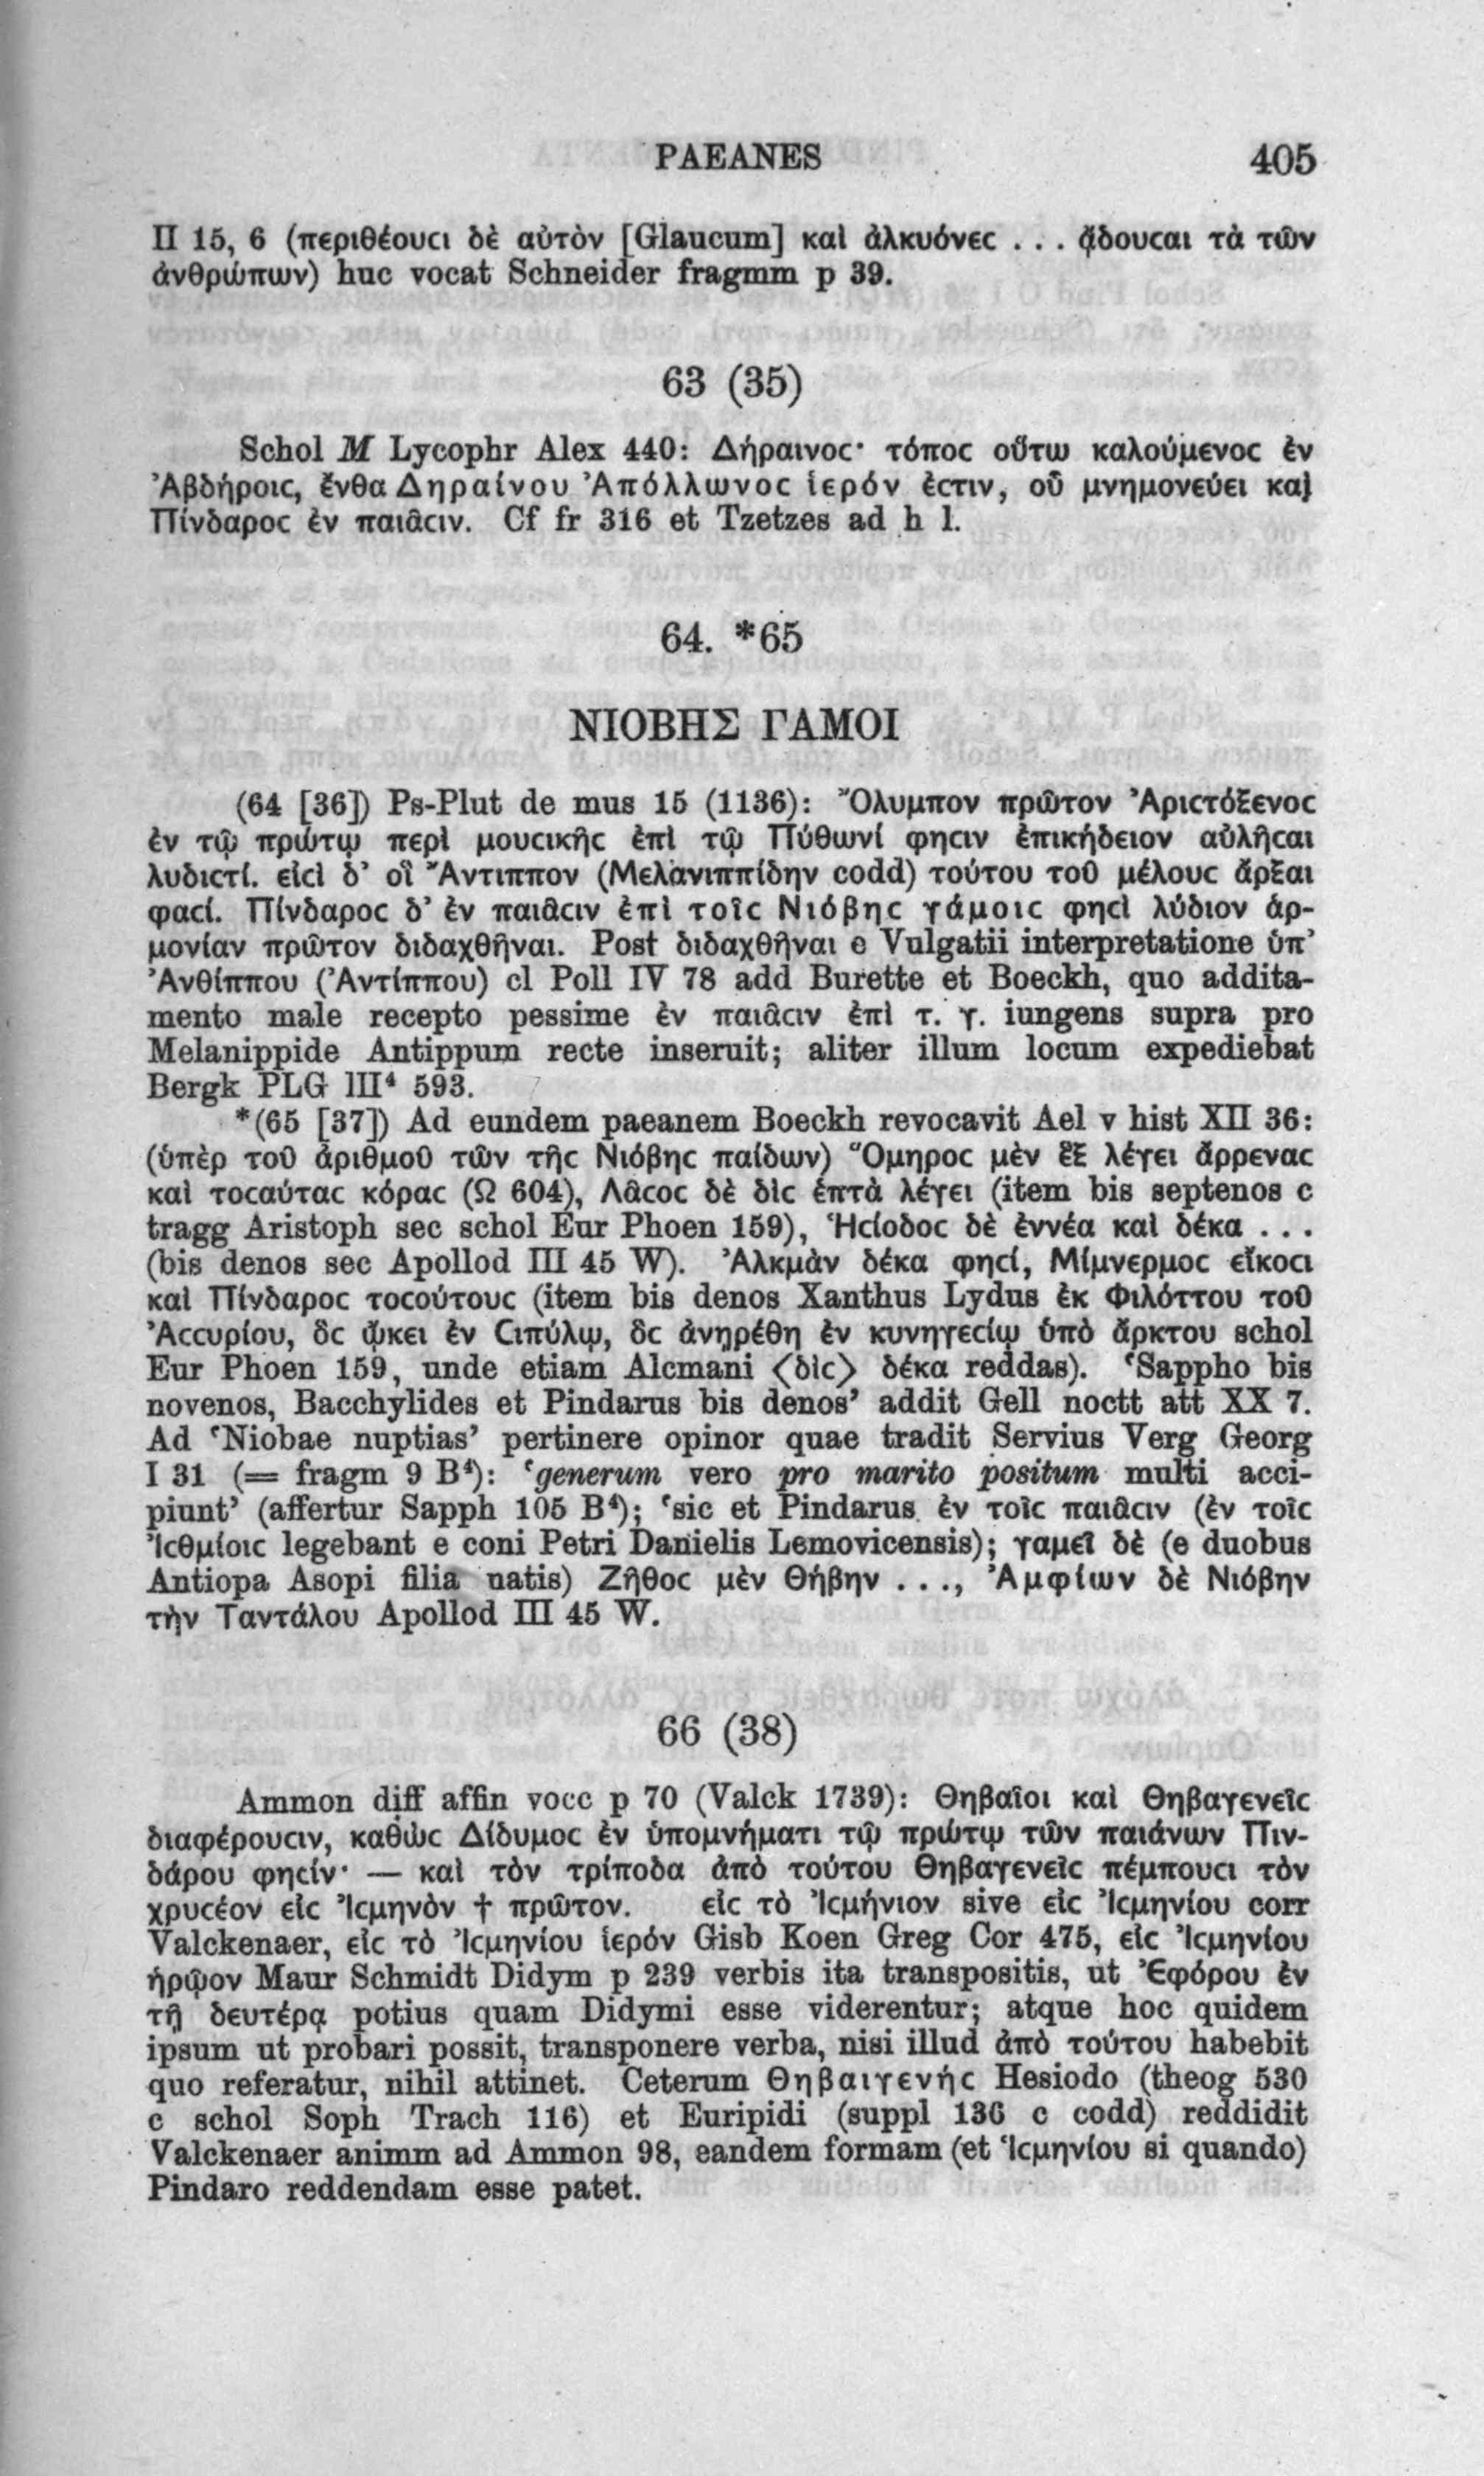 PAEANES 405
II 15, 6 (περιθέουϲι δὲ αὐτὸν [Glaucum] καὶ ἀλκυόνεϲ . . . ᾄδουϲαι τὰ τῶν
ἀνθρώπων) huc vocat Schneider fragmm p 39.
63 (35)
Schol M Lycophr Alex 440: Δήραινοϲ· τόποϲ οὕτω καλούμενοϲ ἐν
Ἀβδήροιϲ, ἔνθα Δηραίνου Ἀπόλλωνοϲ ἱερόν ἐϲτιν, οὗ μνημονεύει καὶ
Πίνδαροϲ ἐν παιᾶϲιν. Cf fr 316 et Tzetzes ad h l.
64. *65
ΝΙΟΒΗΣ ΓΑΜΟΙ
(64 [36]) Ps-Plut de mus 15 (1136): Ὄλυμπον πρῶτον Ἀριϲτόξενοϲ
ἐν τῷ πρώτῳ περὶ μουϲικῆϲ ἐπὶ τῷ Πύθωνί φηϲιν ἐπικήδειον αὐλῆϲαι
λυδιϲτί. εἰϲὶ δ’ οἳ Ἄντιππον (Μελανιππίδην codd) τούτου τοῦ μέλουϲ ἄρξαι
φαϲί. Πίνδαροϲ δ’ ἐν παιᾶϲιν ἐπὶ τοῖϲ Νιόβηϲ γάμοιϲ φηϲὶ λύδιον ἁρ-
μονίαν πρῶτον διδαχθῆναι. Post διδαχθῆναι e Vulgatii interpretatione ὑπ’
Ἀνθίππου (Ἀντίππου) cl Poll IV 78 add Burette et Boeckh, quo addita-
mento male recepto pessime ἐν παιᾶϲιν ἐπὶ τ. γ. iungens supra pro
Melanippide Antippum recte inseruit; aliter illum locum expediebat
Bergk PLG III⁴ 593.
*(65 [37]) Ad eundem paeanem Boeckh revocavit Ael v hist XII 36:
(ὑπὲρ τοῦ ἀριθμοῦ τῶν τῆϲ Νιόβηϲ παίδων) Ὅμηροϲ μὲν ἓξ λέγει ἄρρεναϲ
καὶ τοϲαύταϲ κόραϲ (Ω 604), Λᾶϲοϲ δὲ δὶϲ ἑπτὰ λέγει (item bis septenos c
tragg Aristoph sec schol Eur Phoen 159), Ἡϲίοδοϲ δὲ ἐννέα καὶ δέκα . . .
(bis denos sec Apollod III 45 W). Ἀλκμὰν δέκα φηϲί, Μίμνερμοϲ εἴκοϲι
καὶ Πίνδαροϲ τοϲούτουϲ (item bis denos Xanthus Lydus ἐκ Φιλόττου τοῦ
Ἀϲϲυρίου, ὃϲ ᾤκει ἐν Ϲιπύλῳ, ὃϲ ἀνῃρέθη ἐν κυνηγεϲίῳ ὑπὸ ἄρκτου schol
Eur Phoen 159, unde etiam Alcmani ⟨δὶϲ⟩ δέκα reddas). ‘Sappho bis
novenos, Bacchylides et Pindarus bis denos’ addit Gell noctt att XX 7.
Ad ‘Niobae nuptias’ pertinere opinor quae tradit Servius Verg Georg
I 31 (= fragm 9 B⁴): ‘generum vero pro marito positum multi acci-
piunt’ (affertur Sapph 105 B⁴); ‘sic et Pindarus ἐν τοῖϲ παιᾶϲιν (ἐν τοῖϲ
Ἰϲθμίοιϲ legebant e coni Petri Danielis Lemovicensis); γαμεῖ δὲ (e duobus
Antiopa Asopi filia natis) Ζῆθοϲ μὲν Θήβην . . ., Ἀμφίων δὲ Νιόβην
τὴν Ταντάλου Apollod III 45 W.
66 (38)
Ammon diff affin vocc p 70 (Valck 1739): Θηβαῖοι καὶ Θηβαγενεῖϲ
διαφέρουϲιν, καθὼϲ Δίδυμοϲ ἐν ὑπομνήματι τῷ πρώτῳ τῶν παιάνων Πιν-
δάρου φηϲίν· — καὶ τὸν τρίποδα ἀπὸ τούτου Θηβαγενεῖϲ πέμπουϲι τὸν
χρυϲέον εἰϲ Ἰϲμηνὸν † πρῶτον. εἰϲ τὸ Ἰϲμήνιον sive εἰϲ Ἰϲμηνίου corr
Valckenaer, εἰϲ τὸ Ἰϲμηνίου ἱερόν Gisb Koen Greg Cor 475, εἰϲ Ἰϲμηνίου
ἡρῷον Maur Schmidt Didym p 239 verbis ita transpositis, ut Ἐφόρου ἐν
τῇ δευτέρᾳ potius quam Didymi esse viderentur; atque hoc quidem
ipsum ut probari possit, transponere verba, nisi illud ἀπὸ τούτου habebit
quo referatur, nihil attinet. Ceterum Θηβαιγενήϲ Hesiodo (theog 530
c schol Soph Trach 116) et Euripidi (suppl 136 c codd) reddidit
Valckenaer animm ad Ammon 98, eandem formam (et Ἱϲμηνίου si quando)
Pindaro reddendam esse patet.